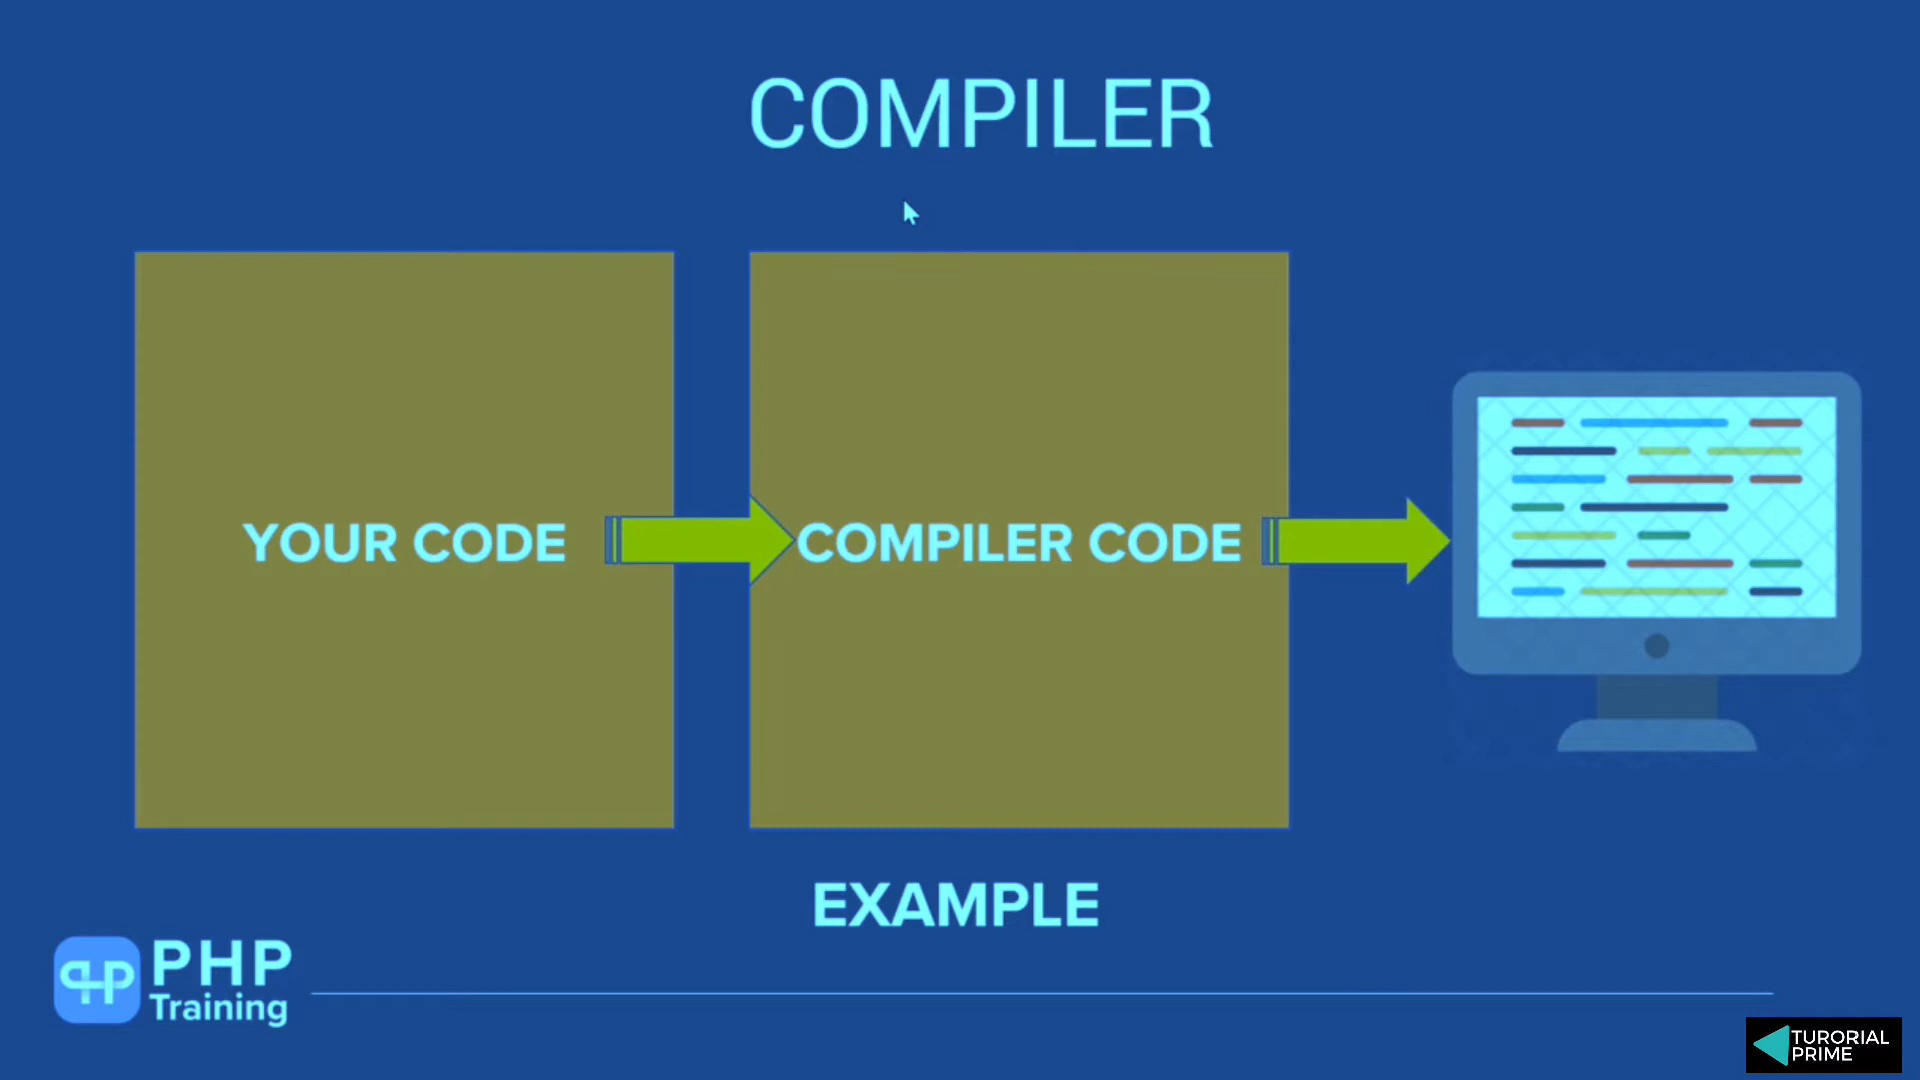 COMPILER
YOUR CODE
COMPILER CODE
EXAMPLE
PHP
Training
TURORIAL
PRIME